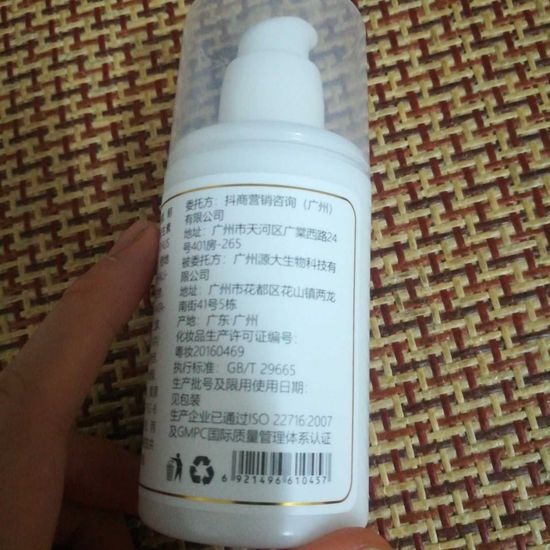 委托方：抖商营销咨询（广州）
有限公司
地址：广州市天河区广棠西路24
号401房-265
被委托方：广州源大生物科技有
限公司
地址：广州市花都区花山镇两龙
南街41号5栋
产地：广东·广州
化妆品生产许可证编号：
粤妆20160469
执行标准：GB/T 29665
生产批号及限用使用日期：
见包装
生产企业已通过ISO 22716:2007
及GMPC国际质量管理体系认证
6 921496 610457